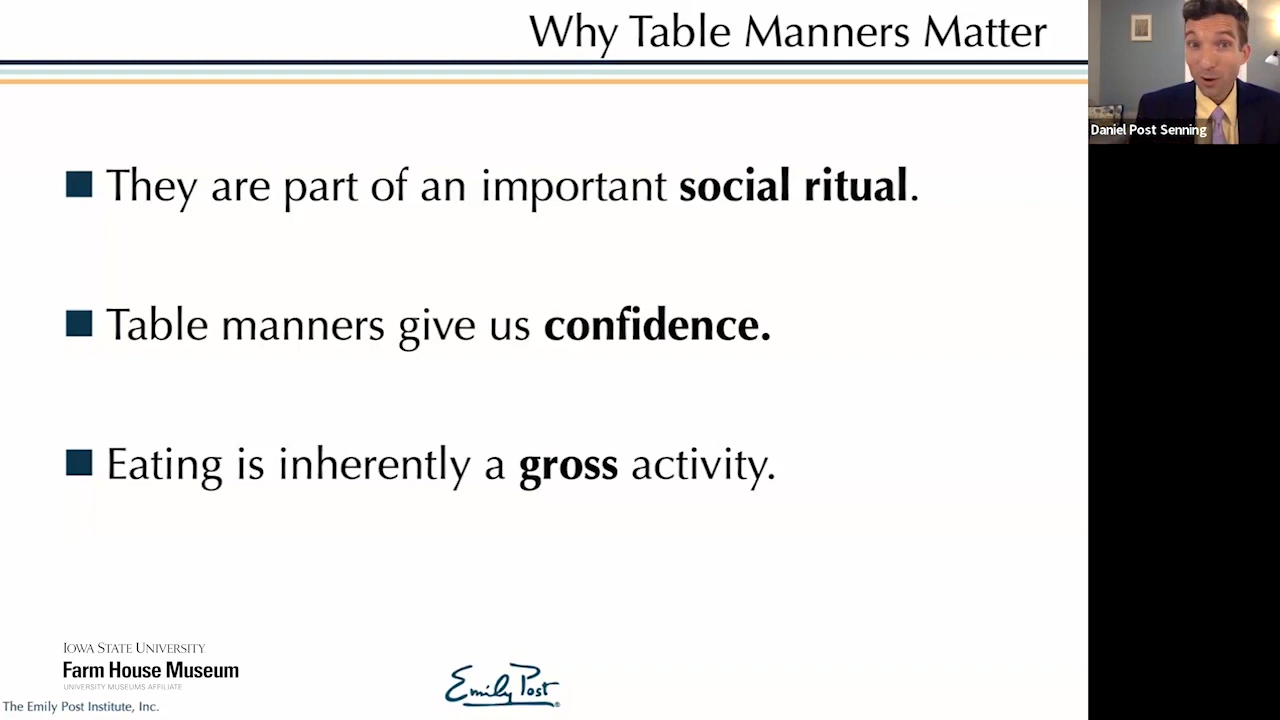 Why Table Manners Matter
Daniel Post Senning
They are part of an important social ritual.
Table manners give us confidence.
Eating is inherently a gross activity.
IOWA STATE UNIVERSITY
Farm House Museum
UNIVERSITY MUSEUMS AFFILIATE
Emily Post®
The Emily Post Institute, Inc.